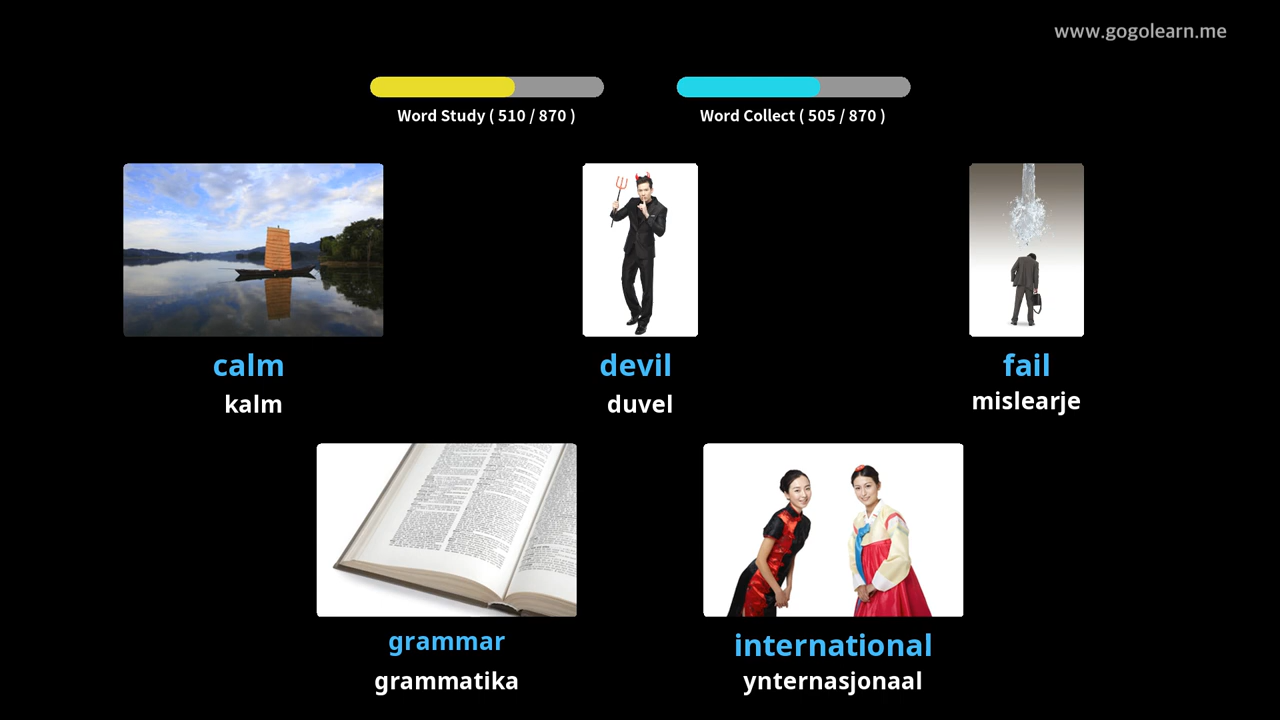 www.gogolearn.me
Word Study ( 510 / 870 )
Word Collect ( 505 / 870 )
calm
devil
fail
kalm
duvel
mislearje
grammar
international
grammatika
ynternasjonaal